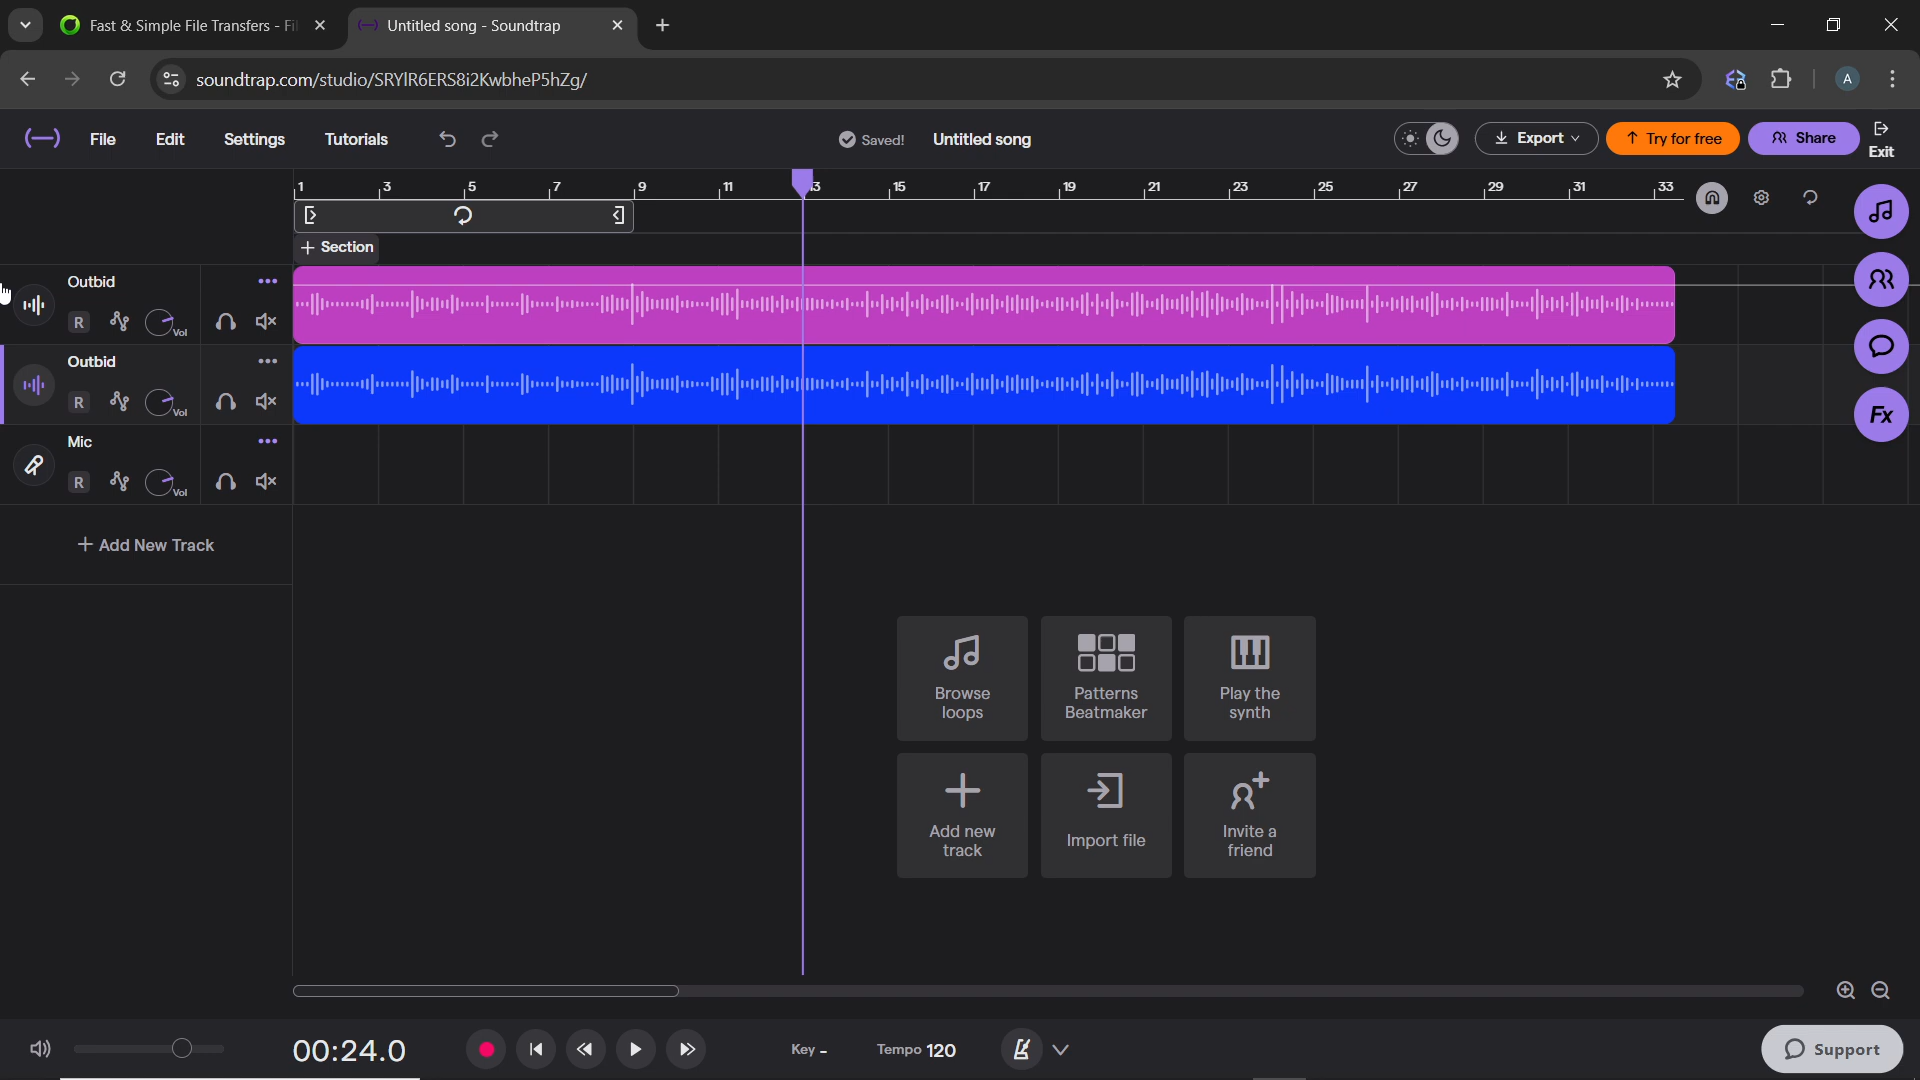 Fast & Simple File Transfers - Fil
Untitled song - Soundtrap
soundtrap.com/studio/SRYlR6ERS8i2KwbheP5hZg/
A
File
Edit
Settings
Tutorials
Saved!
Untitled song
Export
Try for free
Share
Exit
1 3 5 7 9 11 13 15 17 19 21 23 25 27 29 31 33
+ Section
Outbid
R
Vol
Outbid
R
Vol
Fx
Mic
R
Vol
+ Add New Track
Browse
loops
Patterns
Beatmaker
Play the
synth
Add new
track
Import file
Invite a
friend
00:24.0
Key -
Tempo 120
Support